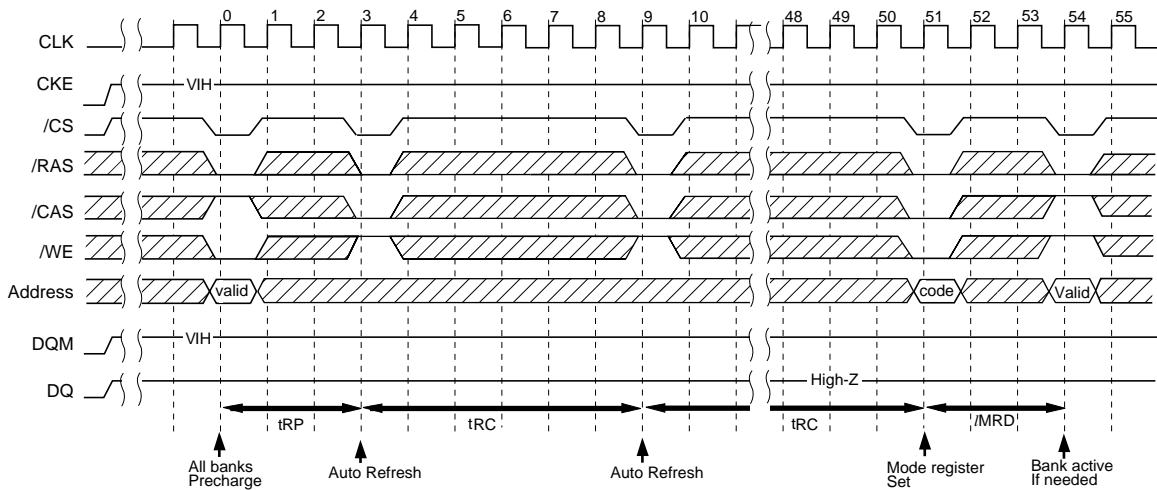 0 1 2 3 4 5 6 7 8 9 10 48 49 50 51 52 53 54 55
CLK
CKE VIH
/CS
/RAS
/CAS
/WE
Address valid code Valid
DQM VIH
DQ High-Z
tRP tRC tRC lMRD
All banks
Precharge
Auto Refresh
Auto Refresh
Mode register
Set
Bank active
If needed